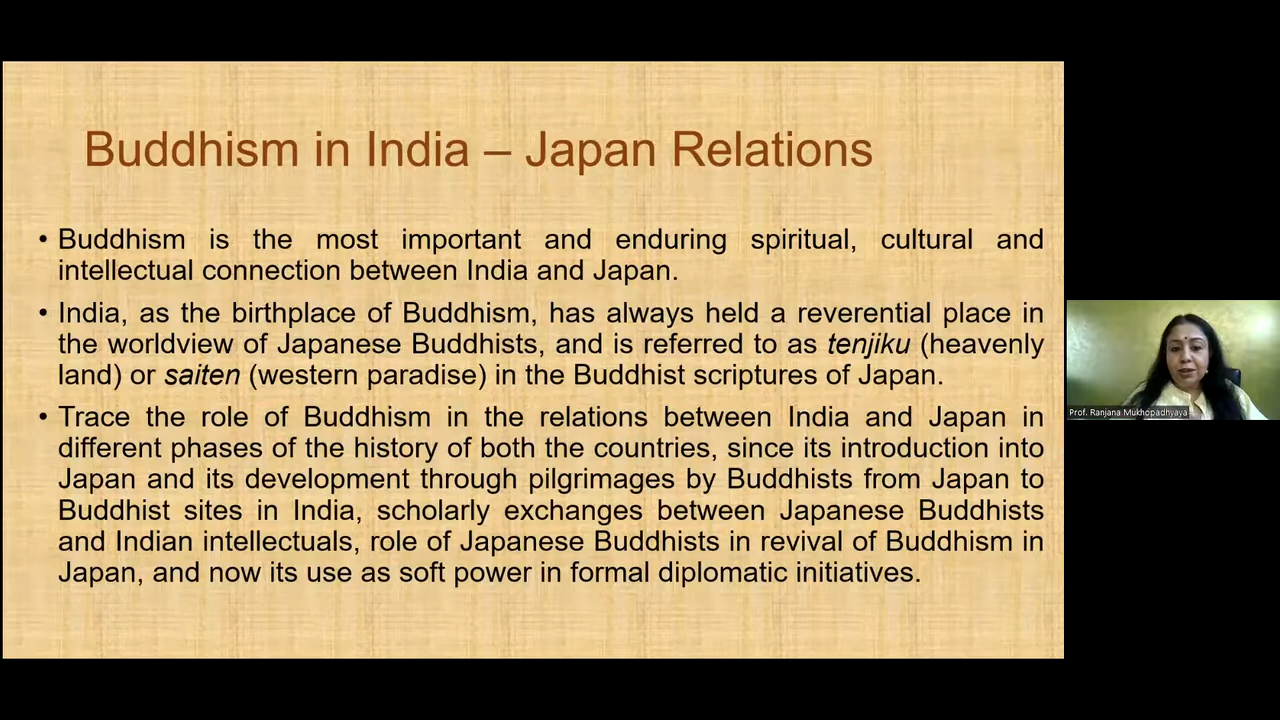 Buddhism in India – Japan Relations
• Buddhism is the most important and enduring spiritual, cultural and
intellectual connection between India and Japan.
• India, as the birthplace of Buddhism, has always held a reverential place in
the worldview of Japanese Buddhists, and is referred to as tenjiku (heavenly
land) or saiten (western paradise) in the Buddhist scriptures of Japan.
• Trace the role of Buddhism in the relations between India and Japan in
different phases of the history of both the countries, since its introduction into
Japan and its development through pilgrimages by Buddhists from Japan to
Buddhist sites in India, scholarly exchanges between Japanese Buddhists
and Indian intellectuals, role of Japanese Buddhists in revival of Buddhism in
Japan, and now its use as soft power in formal diplomatic initiatives.
Prof. Ranjana Mukhopadhyaya